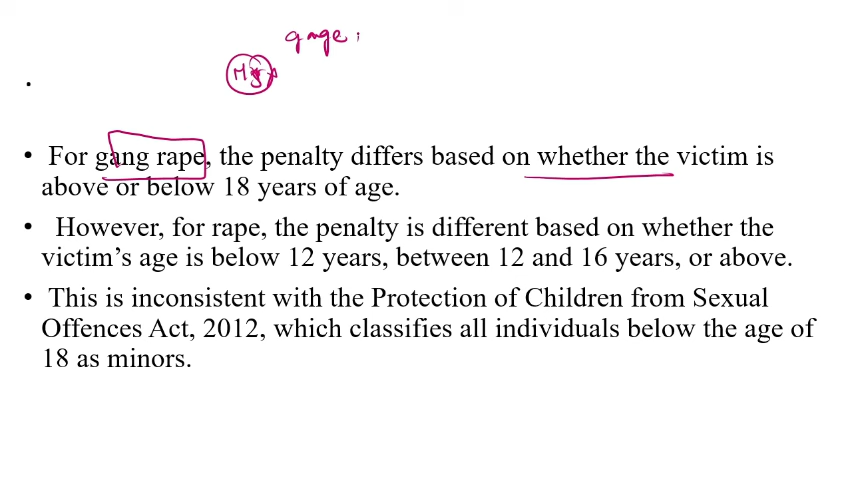 .
• For gang rape, the penalty differs based on whether the victim is
above or below 18 years of age.
• However, for rape, the penalty is different based on whether the
victim’s age is below 12 years, between 12 and 16 years, or above.
• This is inconsistent with the Protection of Children from Sexual
Offences Act, 2012, which classifies all individuals below the age of
18 as minors.